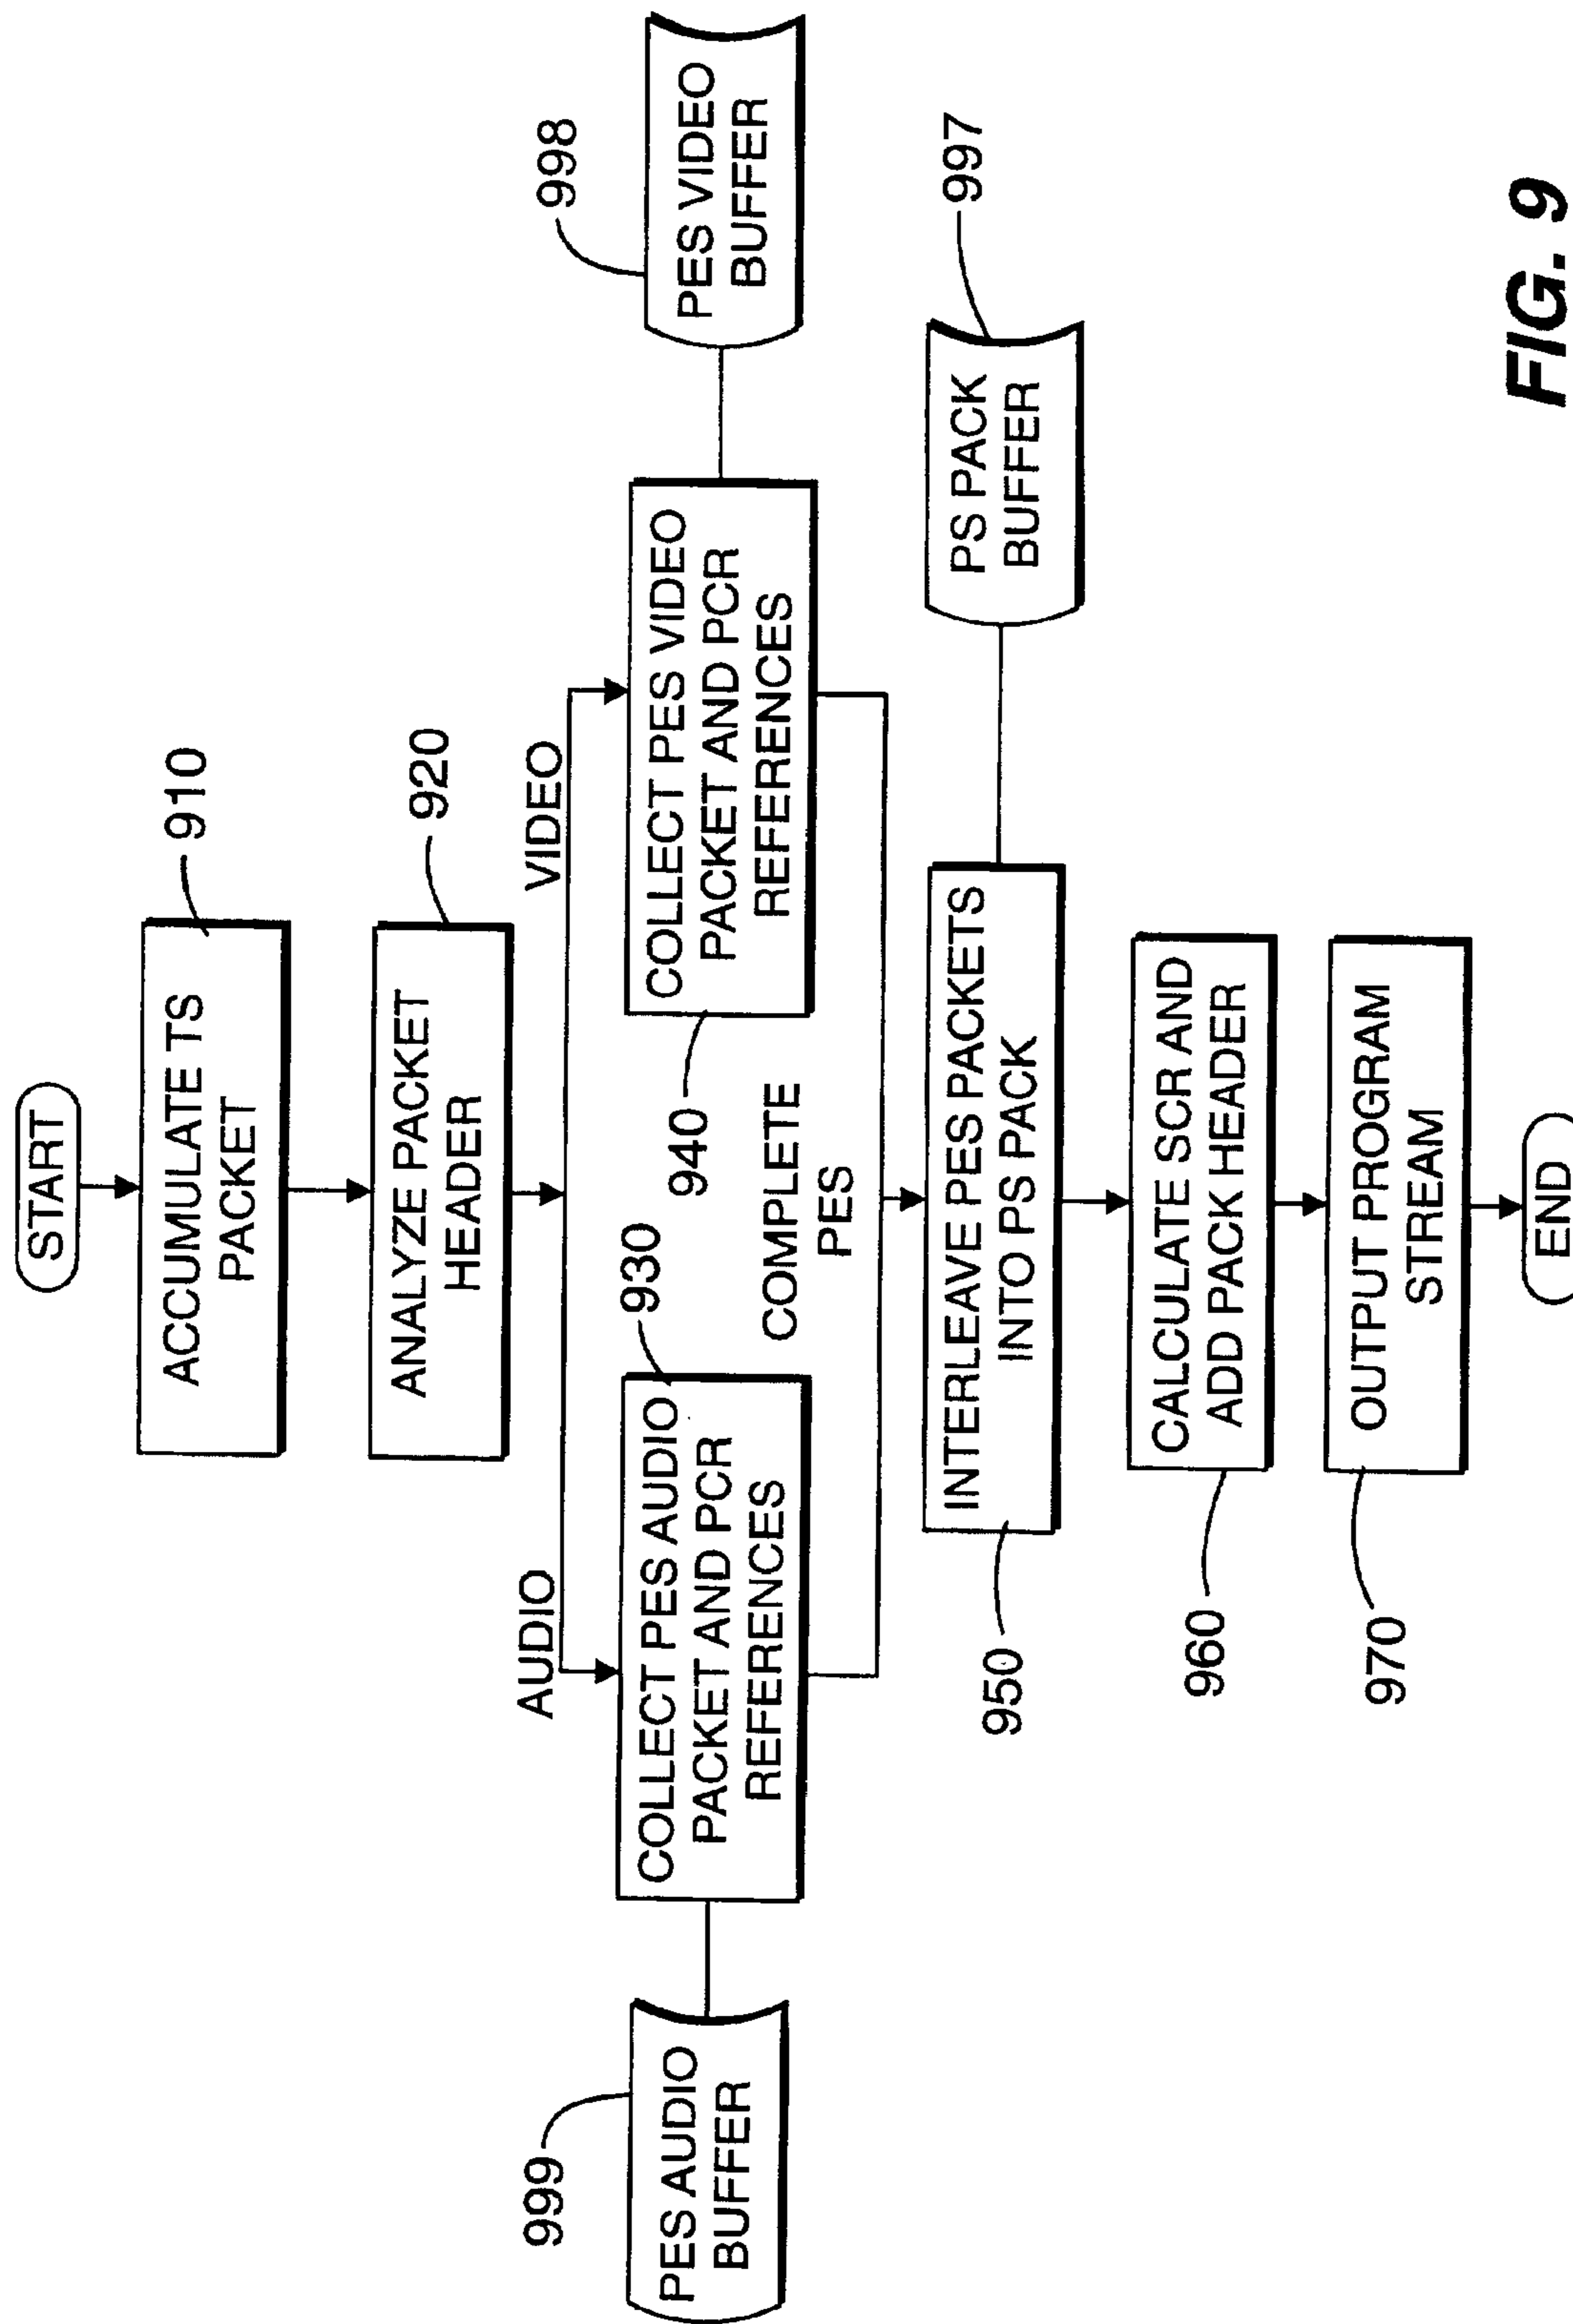 START
ACCUMULATE TS
PACKET
910
ANALYZE PACKET
HEADER
920
AUDIO
VIDEO
999
PES AUDIO
BUFFER
COLLECT PES AUDIO
PACKET AND PCR
REFERENCES
930
940
COLLECT PES VIDEO
PACKET AND PCR
REFERENCES
998
PES VIDEO
BUFFER
COMPLETE
PES
950
INTERLEAVE PES PACKETS
INTO PS PACK
PS PACK
BUFFER
997
960
CALCULATE SCR AND
ADD PACK HEADER
970
OUTPUT PROGRAM
STREAM
END
FIG. 9